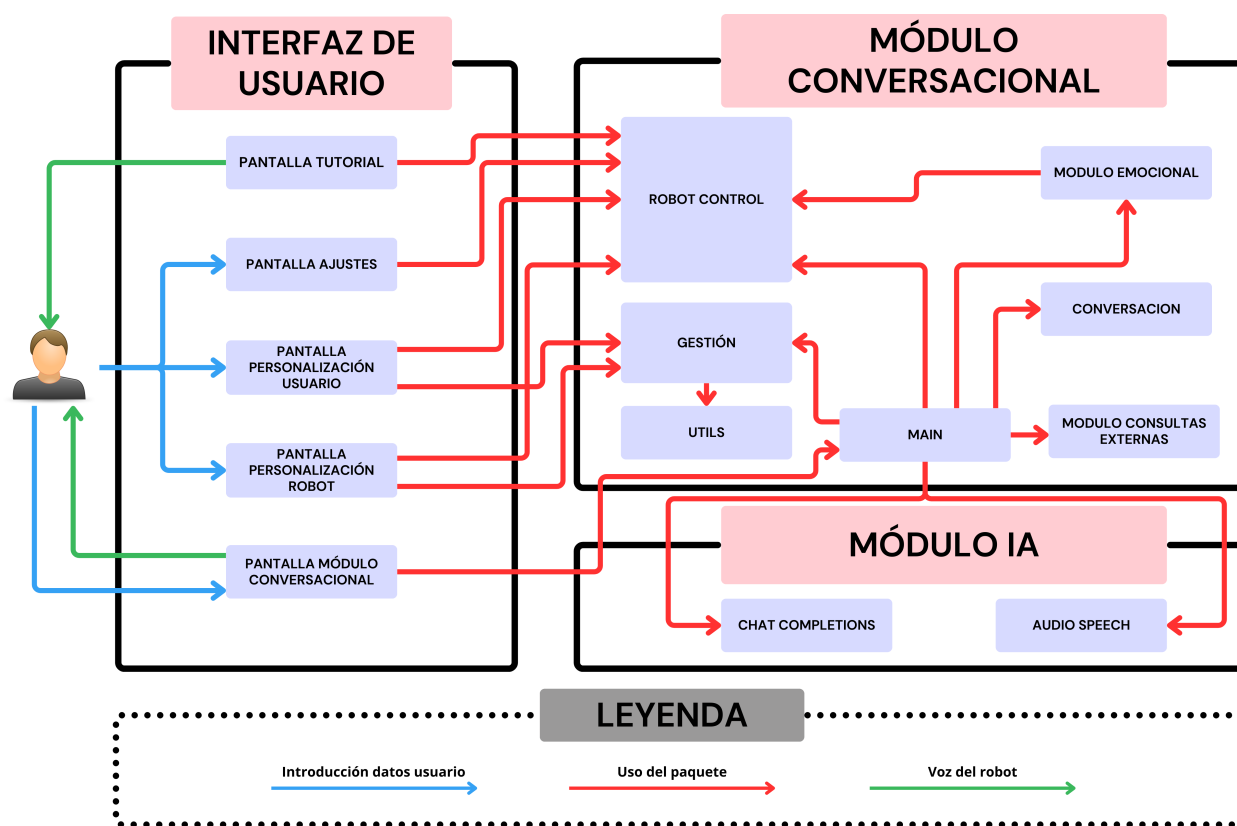 INTERFAZ DE
USUARIO
PANTALLA TUTORIAL
PANTALLA AJUSTES
PANTALLA
PERSONALIZACIÓN
USUARIO
PANTALLA
PERSONALIZACIÓN
ROBOT
PANTALLA MÓDULO
CONVERSACIONAL
MÓDULO
CONVERSACIONAL
ROBOT CONTROL
MODULO EMOCIONAL
CONVERSACION
GESTIÓN
UTILS
MAIN
MODULO CONSULTAS
EXTERNAS
MÓDULO IA
CHAT COMPLETIONS
AUDIO SPEECH
LEYENDA
Introducción datos usuario
Uso del paquete
Voz del robot